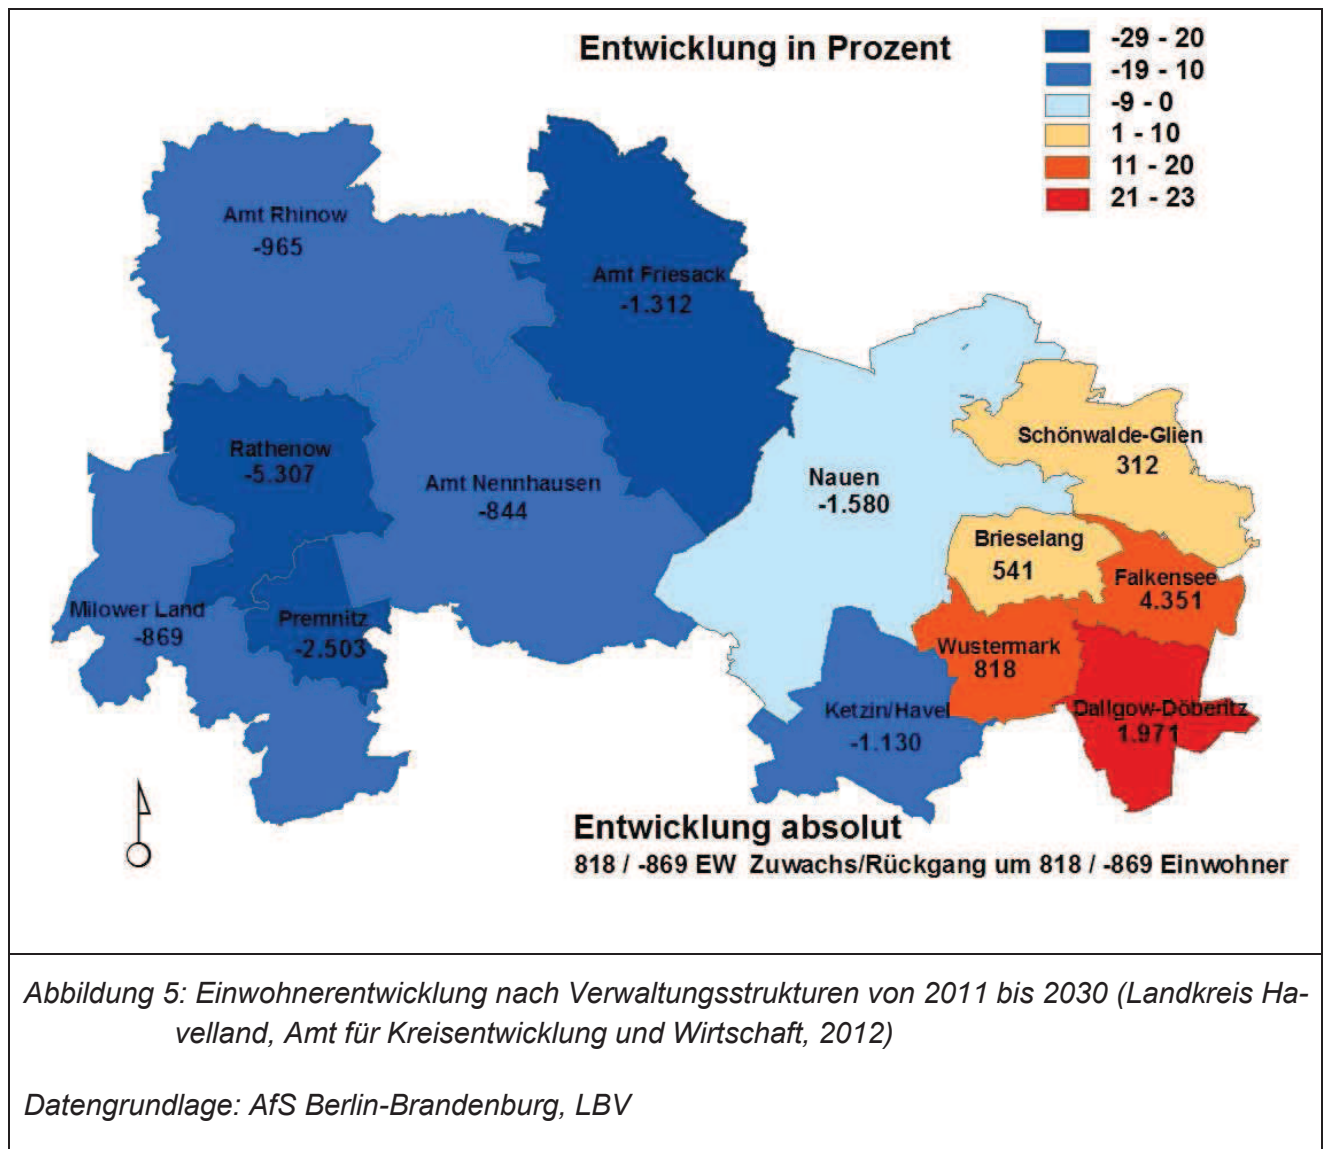 Entwicklung in Prozent
-29 - 20
-19 - 10
-9 - 0
1 - 10
11 - 20
21 - 23
Amt Rhinow
-965
Amt Friesack
-1.312
Rathenow
-5.307
Amt Nennhausen
-844
Nauen
-1.580
Schönwalde-Glien
312
Brieselang
541
Falkensee
4.351
Milower Land
-869
Premnitz
-2.503
Wustermark
818
Ketzin/Havel
-1.130
Dallgow-Döberitz
1.971
Entwicklung absolut
818 / -869 EW Zuwachs/Rückgang um 818 / -869 Einwohner
Abbildung 5: Einwohnerentwicklung nach Verwaltungsstrukturen von 2011 bis 2030 (Landkreis Ha-
velland, Amt für Kreisentwicklung und Wirtschaft, 2012)
Datengrundlage: AfS Berlin-Brandenburg, LBV